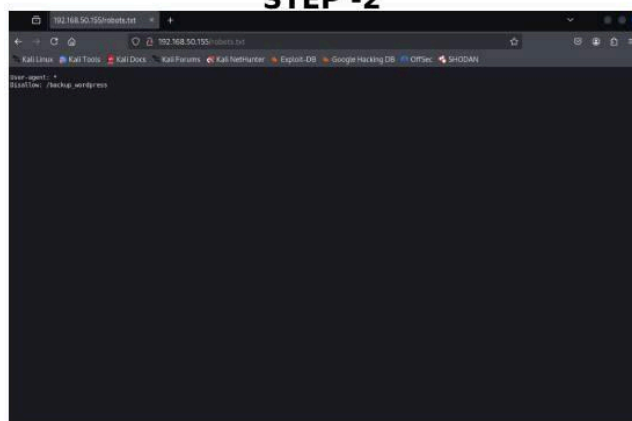 STEP -2
192.168.50.155/robots.txt
192.168.50.155/robots.txt
Kali Linux Kali Tools Kali Docs Kali Forums Kali NetHunter Exploit-DB Google Hacking DB OffSec SHODAN
User-agent: *
Disallow: /backup_wordpress